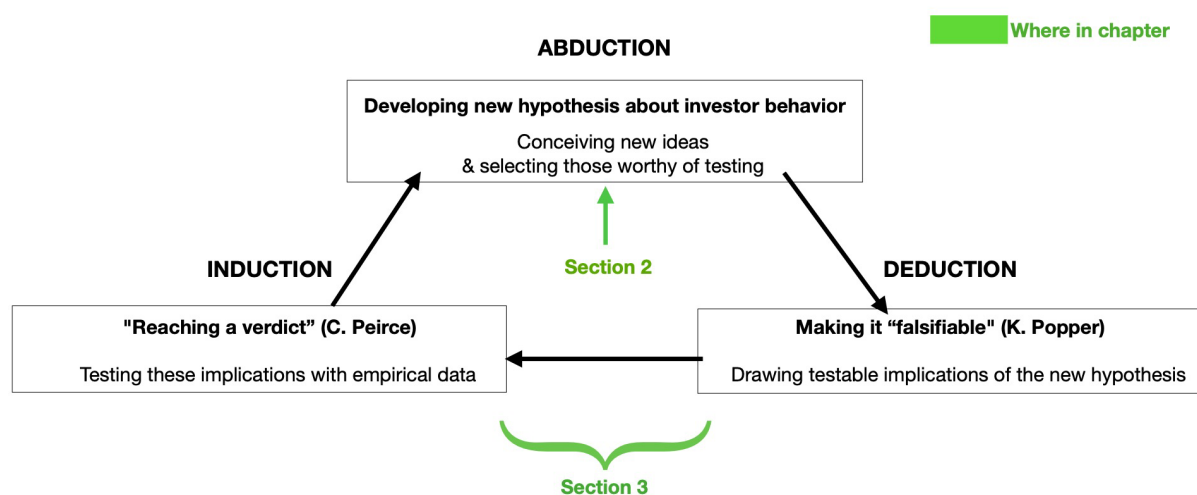 Where in chapter
ABDUCTION
Developing new hypothesis about investor behavior
Conceiving new ideas
& selecting those worthy of testing
Section 2
INDUCTION
DEDUCTION
"Reaching a verdict” (C. Peirce)
Testing these implications with empirical data
Making it “falsifiable" (K. Popper)
Drawing testable implications of the new hypothesis
Section 3